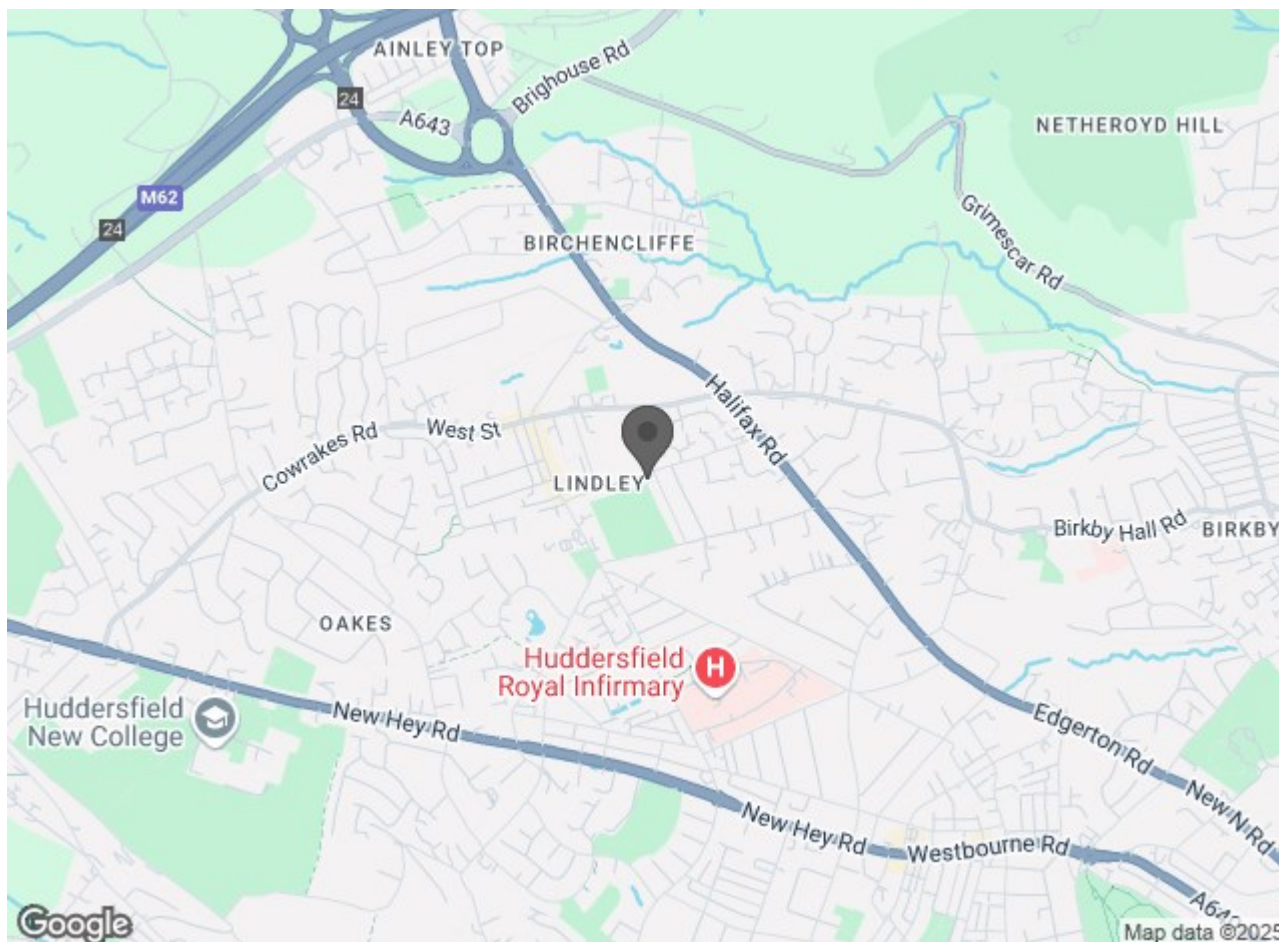 AINLEY TOP
Brighouse Rd
24
A643
NETHEROYD HILL
M62
24
Grimescar Rd
BIRCHENCLIFFE
Halifax Rd
West St
Cowrakes Rd
LINDLEY
Birkby Hall Rd
BIRKBY
OAKES
Huddersfield
Royal Infirmary
H
Huddersfield
New College
New Hey Rd
Edgerton Rd
New N Rd
New Hey Rd
Westbourne Rd
Google
Map data ©2025